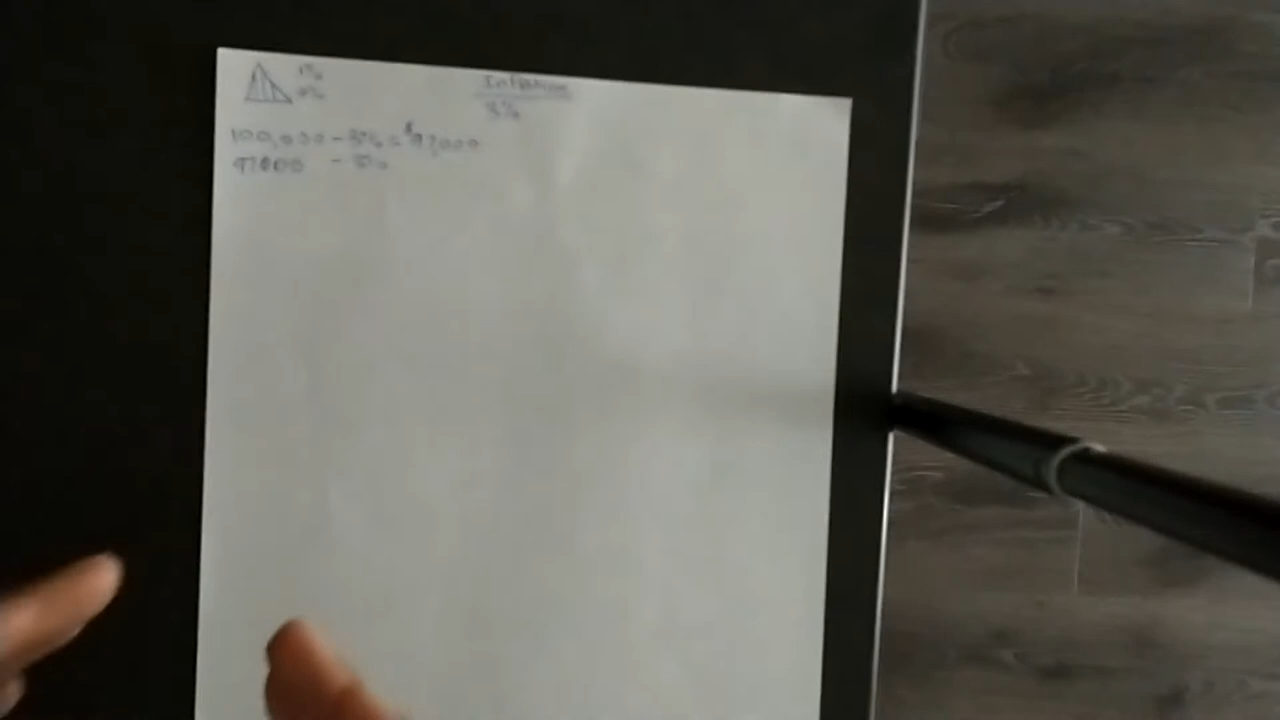 Inflation
3%
100,000 - 3% = $97,000
97000 - 3%